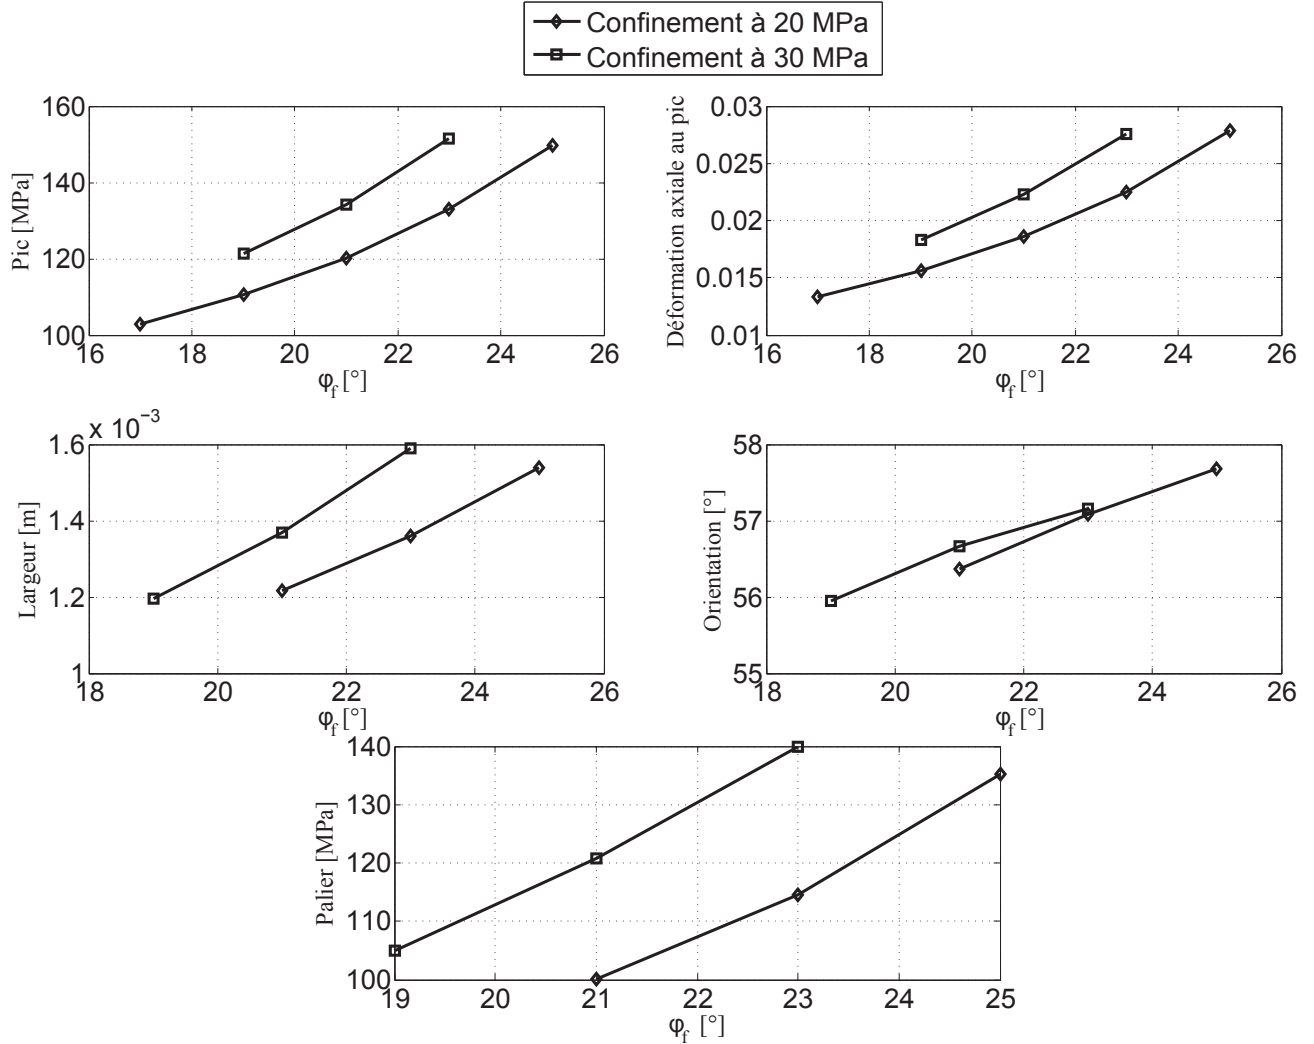 Confinement à 20 MPa
Confinement à 30 MPa
160
140
120
100
Pic [MPa]
16 18 20 22 24 26
φf [°]
0.03
0.025
0.02
0.015
0.01
Déformation axiale au pic
16 18 20 22 24 26
φf [°]
x 10−3
1.6
1.4
1.2
1
Largeur [m]
18 20 22 24 26
φf [°]
58
57
56
55
Orientation [°]
18 20 22 24 26
φf [°]
140
130
120
110
100
Palier [MPa]
19 20 21 22 23 24 25
φf [°]